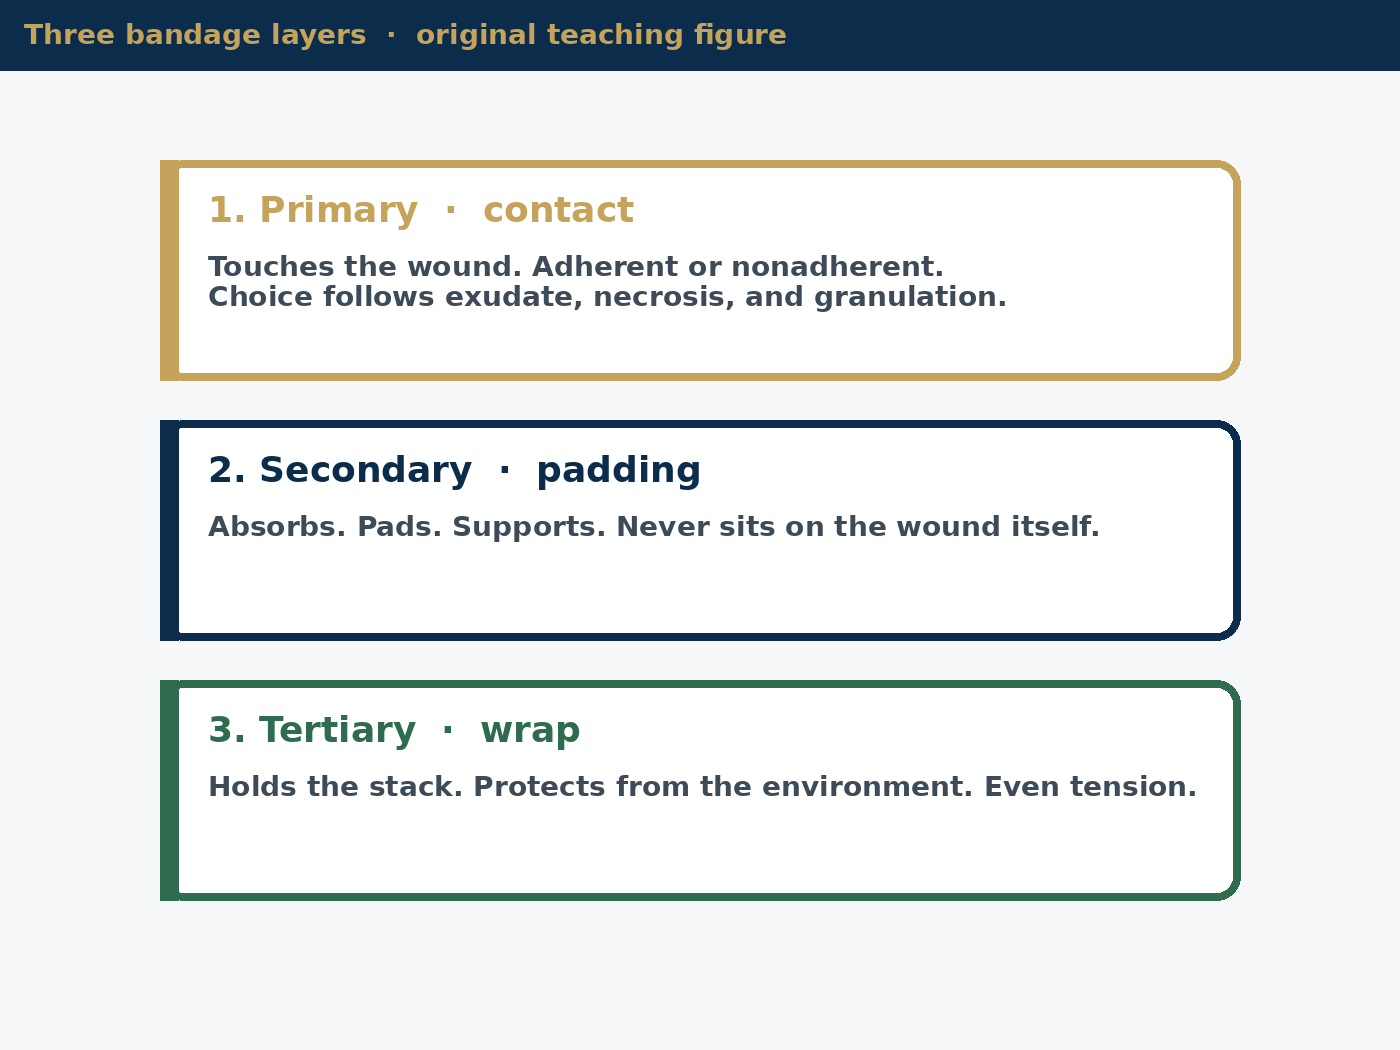 Three bandage layers · original teaching figure
1. Primary · contact
Touches the wound. Adherent or nonadherent.
Choice follows exudate, necrosis, and granulation.
2. Secondary · padding
Absorbs. Pads. Supports. Never sits on the wound itself.
3. Tertiary · wrap
Holds the stack. Protects from the environment. Even tension.